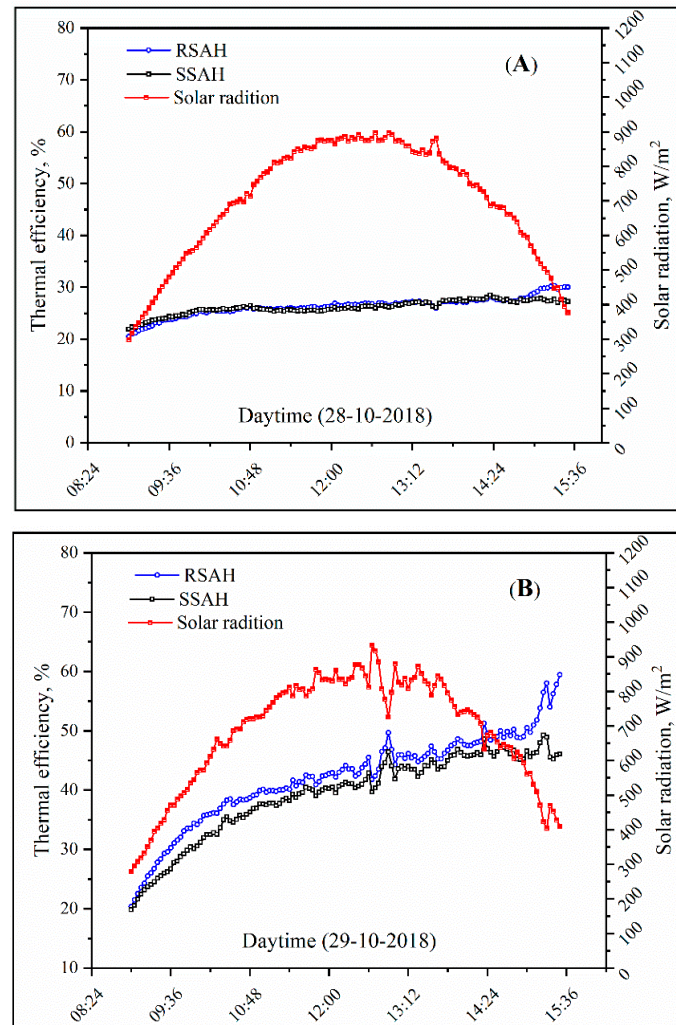 (A)
RSAH
SSAH
Solar radition
Thermal efficiency, %
80
70
60
50
40
30
20
10
0
Solar radiation, W/m²
1200
1100
1000
900
800
700
600
500
400
300
200
100
0
Daytime (28-10-2018)
08:24 09:36 10:48 12:00 13:12 14:24 15:36
(B)
RSAH
SSAH
Solar radition
Thermal efficiency, %
80
70
60
50
40
30
20
10
Solar radiation, W/m²
1200
1100
1000
900
800
700
600
500
400
300
200
100
0
Daytime (29-10-2018)
08:24 09:36 10:48 12:00 13:12 14:24 15:36